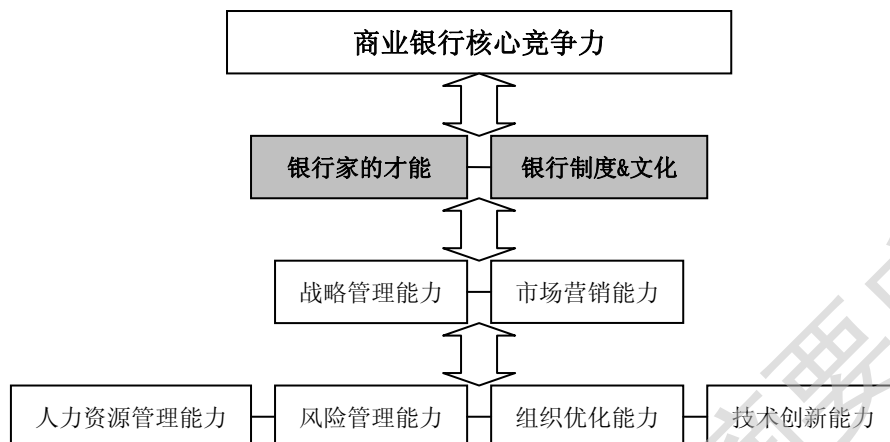 商业银行核心竞争力
银行家的才能
银行制度&文化
战略管理能力
市场营销能力
人力资源管理能力
风险管理能力
组织优化能力
技术创新能力